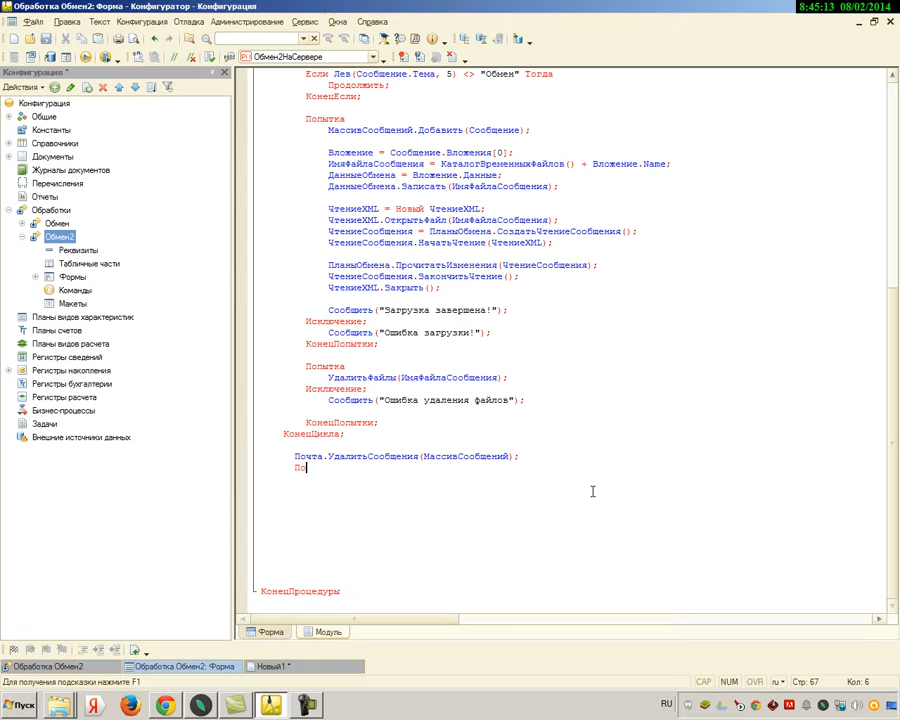 Обработка Обмен2: Форма - Конфигуратор - Конфигурация
8:45:13 08/02/2014
Файл Правка Текст Конфигурация Отладка Администрирование Сервис Окна Справка
Обмен2НаСервере
Конфигурация *
Действия
Конфигурация
Общие
Константы
Справочники
Документы
Журналы документов
Перечисления
Отчеты
Обработки
Обмен
Обмен2
Реквизиты
Табличные части
Формы
Команды
Макеты
Планы видов характеристик
Планы счетов
Планы видов расчета
Регистры сведений
Регистры накопления
Регистры бухгалтерии
Регистры расчета
Бизнес-процессы
Задачи
Внешние источники данных
Если Лев(Сообщение.Тема, 5) <> "Обмен" Тогда
Продолжить;
КонецЕсли;
Попытка
МассивСообщений.Добавить(Сообщение);
Вложение = Сообщение.Вложения[0];
ИмяФайлаСообщения = КаталогВременныхФайлов() + Вложение.Name;
ДанныеОбмена = Вложение.Данные;
ДанныеОбмена.Записать(ИмяФайлаСообщения);
ЧтениеXML = Новый ЧтениеXML;
ЧтениеXML.ОткрытьФайл(ИмяФайлаСообщения);
ЧтениеСообщения = ПланыОбмена.СоздатьЧтениеСообщения();
ЧтениеСообщения.НачатьЧтение(ЧтениеXML);
ПланыОбмена.ПрочитатьИзменения(ЧтениеСообщения);
ЧтениеСообщения.ЗакончитьЧтение();
ЧтениеXML.Закрыть();
Сообщить("Загрузка завершена!");
Исключение;
Сообщить("Ошибка загрузки!");
КонецПопытки;
Попытка
УдалитьФайлы(ИмяФайлаСообщения);
Исключение;
Сообщить("Ошибка удаления файлов");
КонецПопытки;
КонецЦикла;
Почта.УдалитьСообщения(МассивСообщений);
По
КонецПроцедуры
Форма Модуль
Обработка Обмен2 Обработка Обмен2: Форма Новый1 *
Для получения подсказки нажмите F1
CAP NUM OVR ru Стр: 67 Кол: 6
Пуск
RU